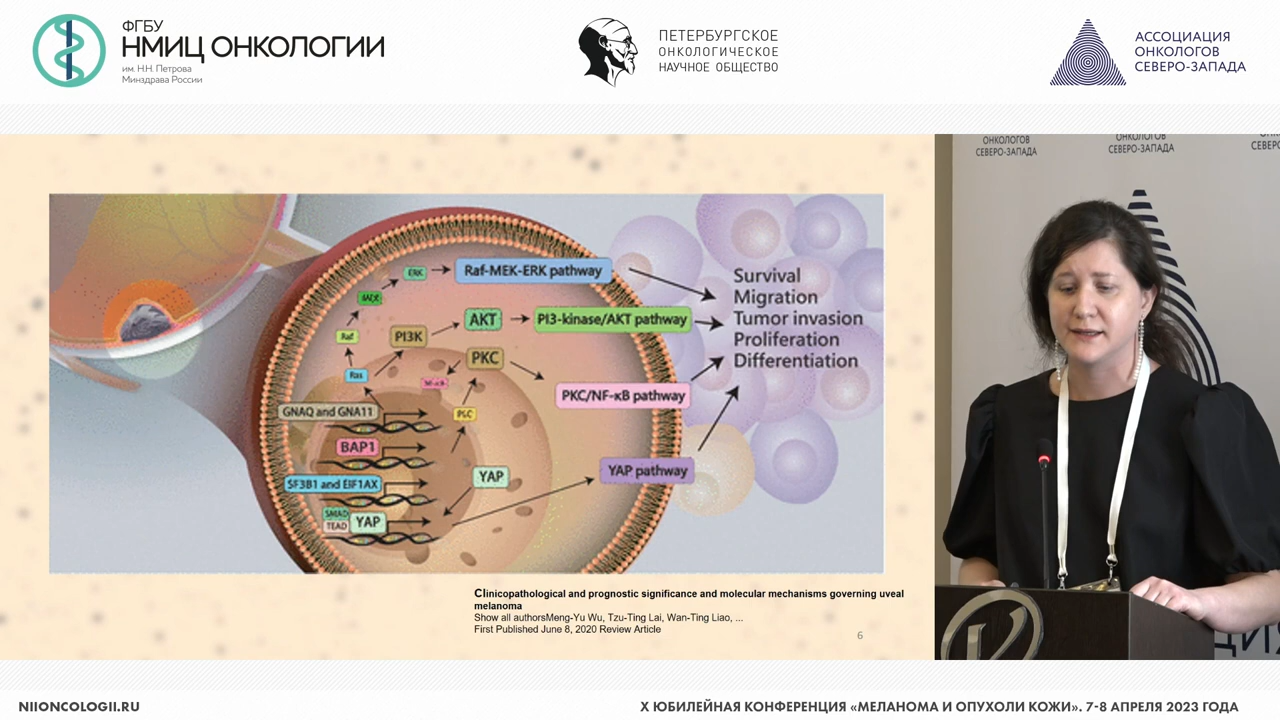 ФГБУ
НМИЦ ОНКОЛОГИИ
им. Н.Н. Петрова
Минздрава России
ПЕТЕРБУРГСКОЕ
ОНКОЛОГИЧЕСКОЕ
НАУЧНОЕ ОБЩЕСТВО
АССОЦИАЦИЯ
ОНКОЛОГОВ
СЕВЕРО-ЗАПАДА
ОНКОЛОГОВ
СЕВЕРО-ЗАПАДА
ОНКОЛОГОВ
СЕВЕРО-ЗАПАДА
ERK
Raf-MEK-ERK pathway
Raf
PI3K
AKT
PI3-kinase/AKT pathway
Ras
PKC
PKC/NF-κB pathway
GNAQ and GNA11
PLC
BAP1
SF3B1 and EIF1AX
YAP
YAP pathway
SMAD
TEAD
YAP
Survival
Migration
Tumor invasion
Proliferation
Differentiation
Clinicopathological and prognostic significance and molecular mechanisms governing uveal
melanoma
Show all authorsMeng-Yu Wu, Tzu-Ting Lai, Wan-Ting Liao, ...
First Published June 8, 2020 Review Article
6
NIIONCOLOGII.RU
X ЮБИЛЕЙНАЯ КОНФЕРЕНЦИЯ «МЕЛАНОМА И ОПУХОЛИ КОЖИ». 7-8 АПРЕЛЯ 2023 ГОДА